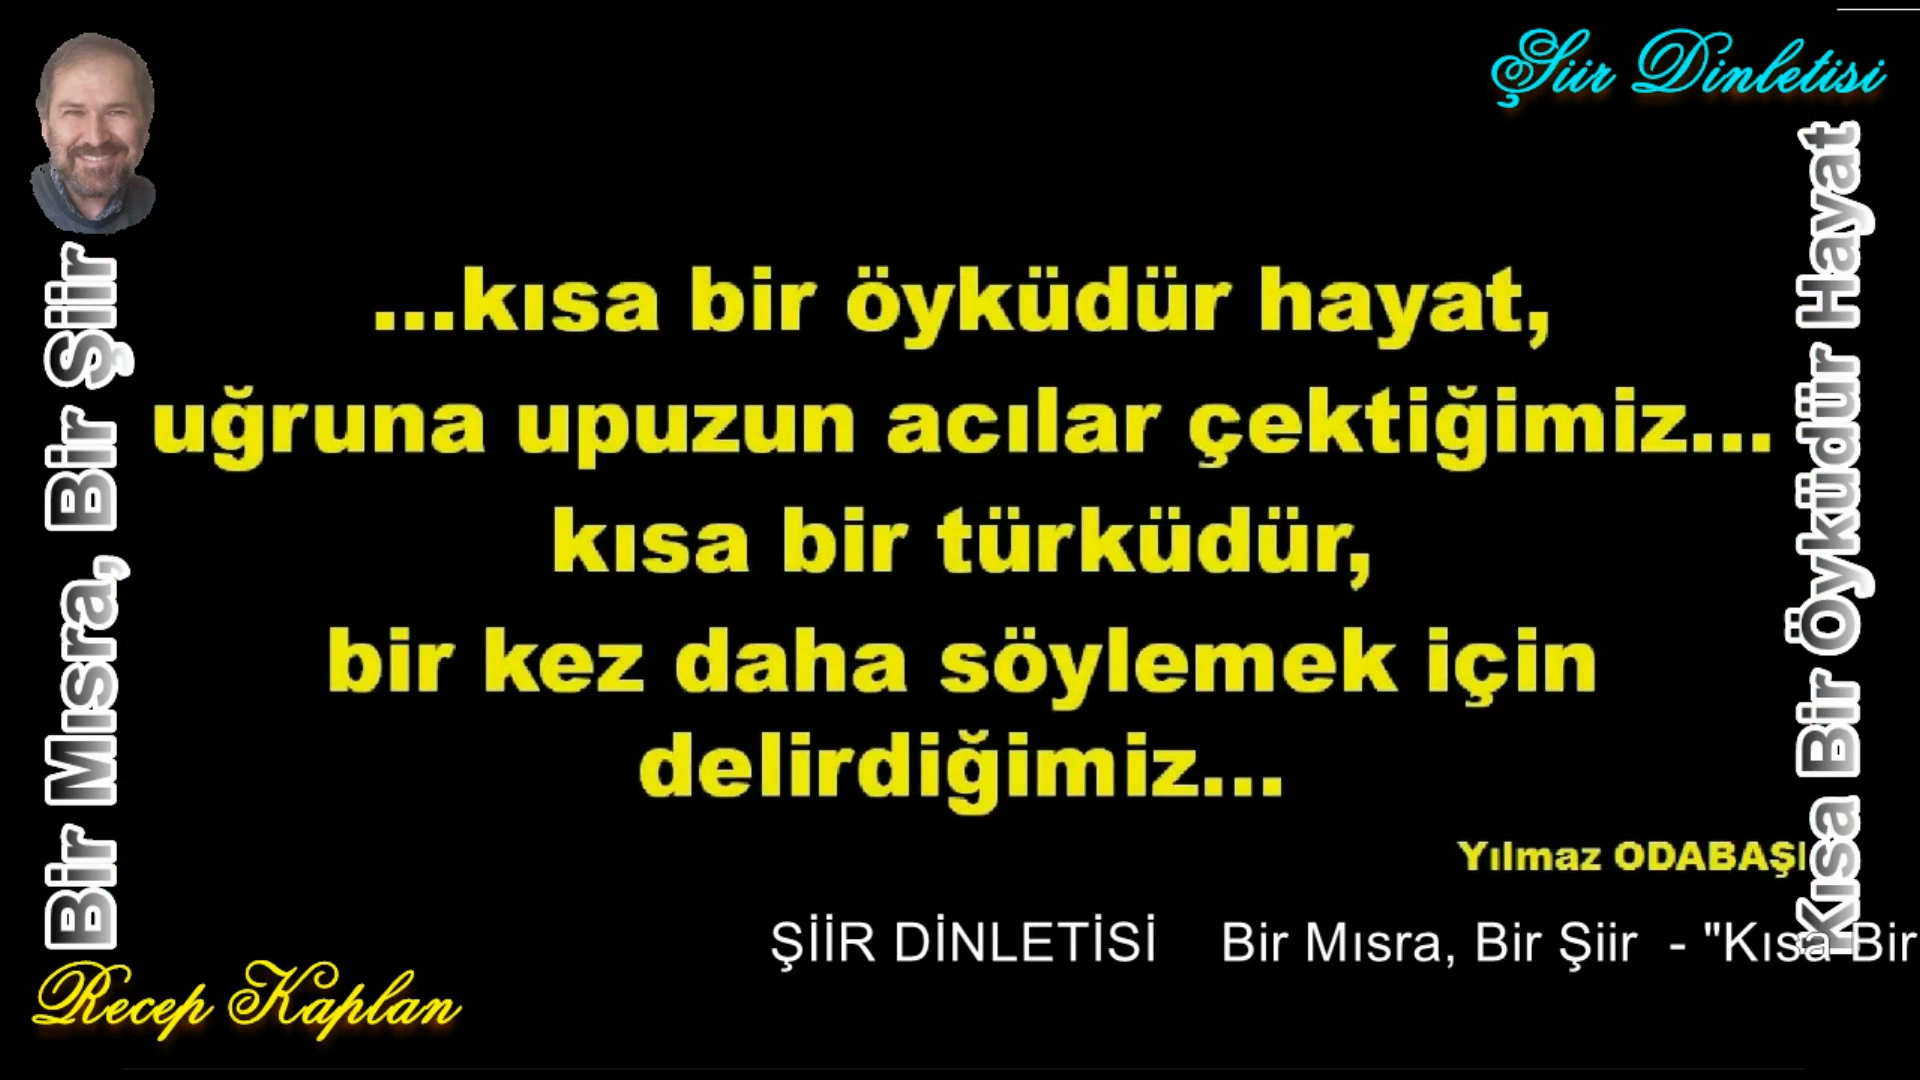 Şiir Dinletisi
Bir Mısra, Bir Şiir
Kısa Bir Öyküdür Hayat
...kısa bir öyküdür hayat,
uğruna upuzun acılar çektiğimiz...
kısa bir türküdür,
bir kez daha söylemek için
delirdiğimiz...
Yılmaz ODABAŞI
ŞİİR DİNLETİSİ Bir Mısra, Bir Şiir - "Kısa Bir
Recep Kaplan